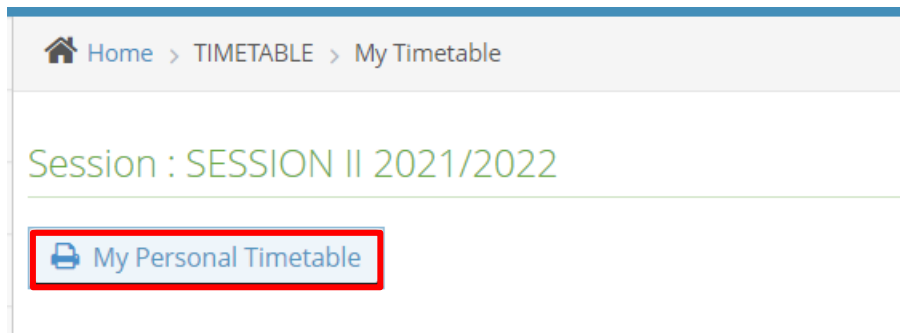 Home > TIMETABLE > My Timetable
Session : SESSION II 2021/2022
My Personal Timetable